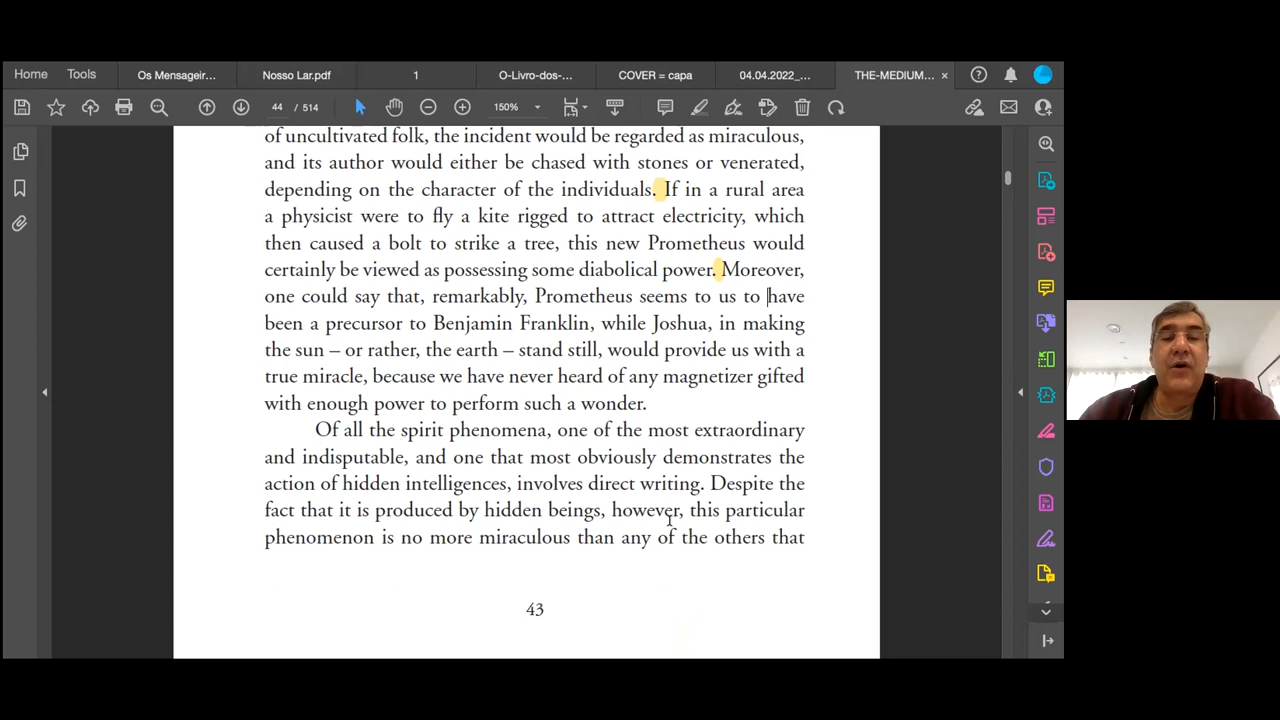 Home Tools Os Mensageir... Nosso Lar.pdf 1 O-Livro-dos-... COVER = capa 04.04.2022_... THE-MEDIUM... ×
44 / 514 150%
of uncultivated folk, the incident would be regarded as miraculous,
and its author would either be chased with stones or venerated,
depending on the character of the individuals. If in a rural area
a physicist were to fly a kite rigged to attract electricity, which
then caused a bolt to strike a tree, this new Prometheus would
certainly be viewed as possessing some diabolical power. Moreover,
one could say that, remarkably, Prometheus seems to us to have
been a precursor to Benjamin Franklin, while Joshua, in making
the sun – or rather, the earth – stand still, would provide us with a
true miracle, because we have never heard of any magnetizer gifted
with enough power to perform such a wonder.
Of all the spirit phenomena, one of the most extraordinary
and indisputable, and one that most obviously demonstrates the
action of hidden intelligences, involves direct writing. Despite the
fact that it is produced by hidden beings, however, this particular
phenomenon is no more miraculous than any of the others that
43